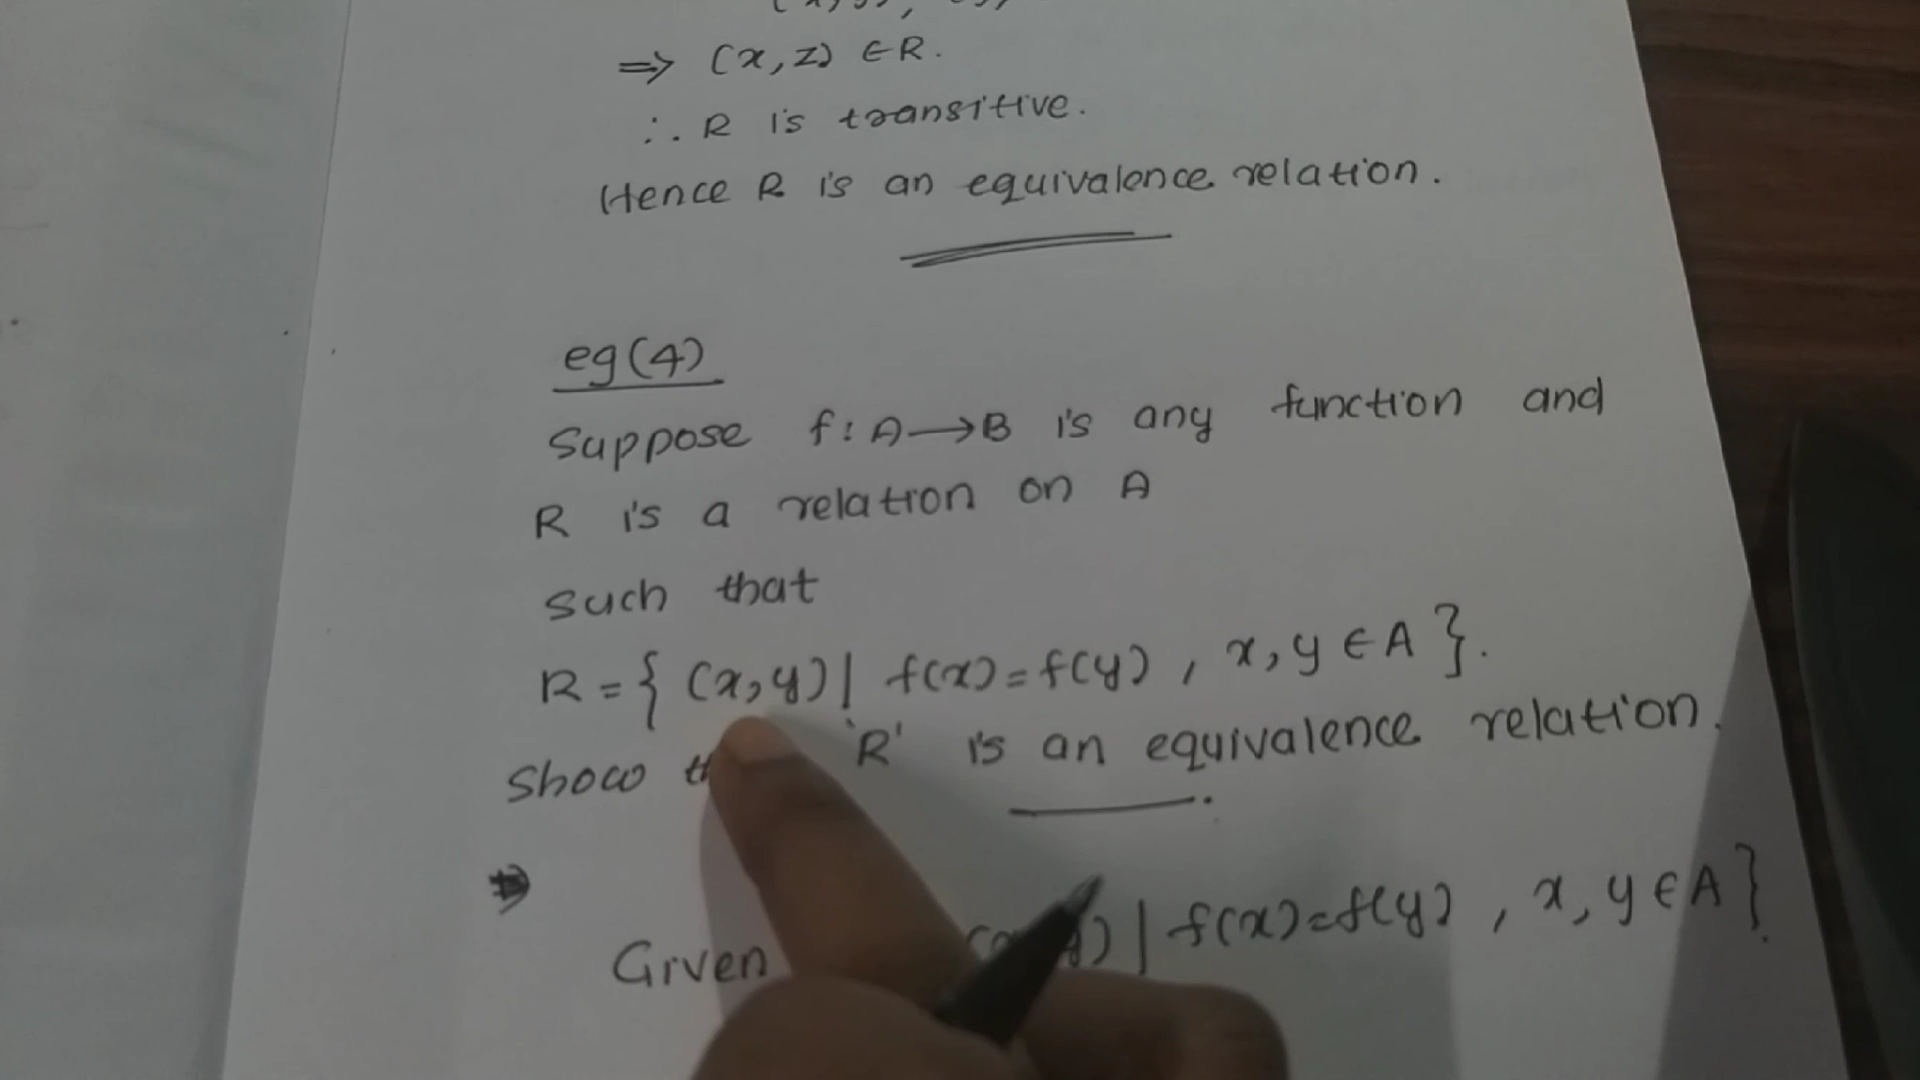 ⇒ (x, z) ∈ R.
∴ R is transitive.
Hence R is an equivalence relation.
eg(4)
Suppose f: A→B is any function and
R is a relation on A
such that
R = { (x,y) | f(x) = f(y) , x, y ∈ A }.
Show 'R' is an equivalence relation.
⇒
Given y) | f(x) = f(y) , x, y ∈ A }.